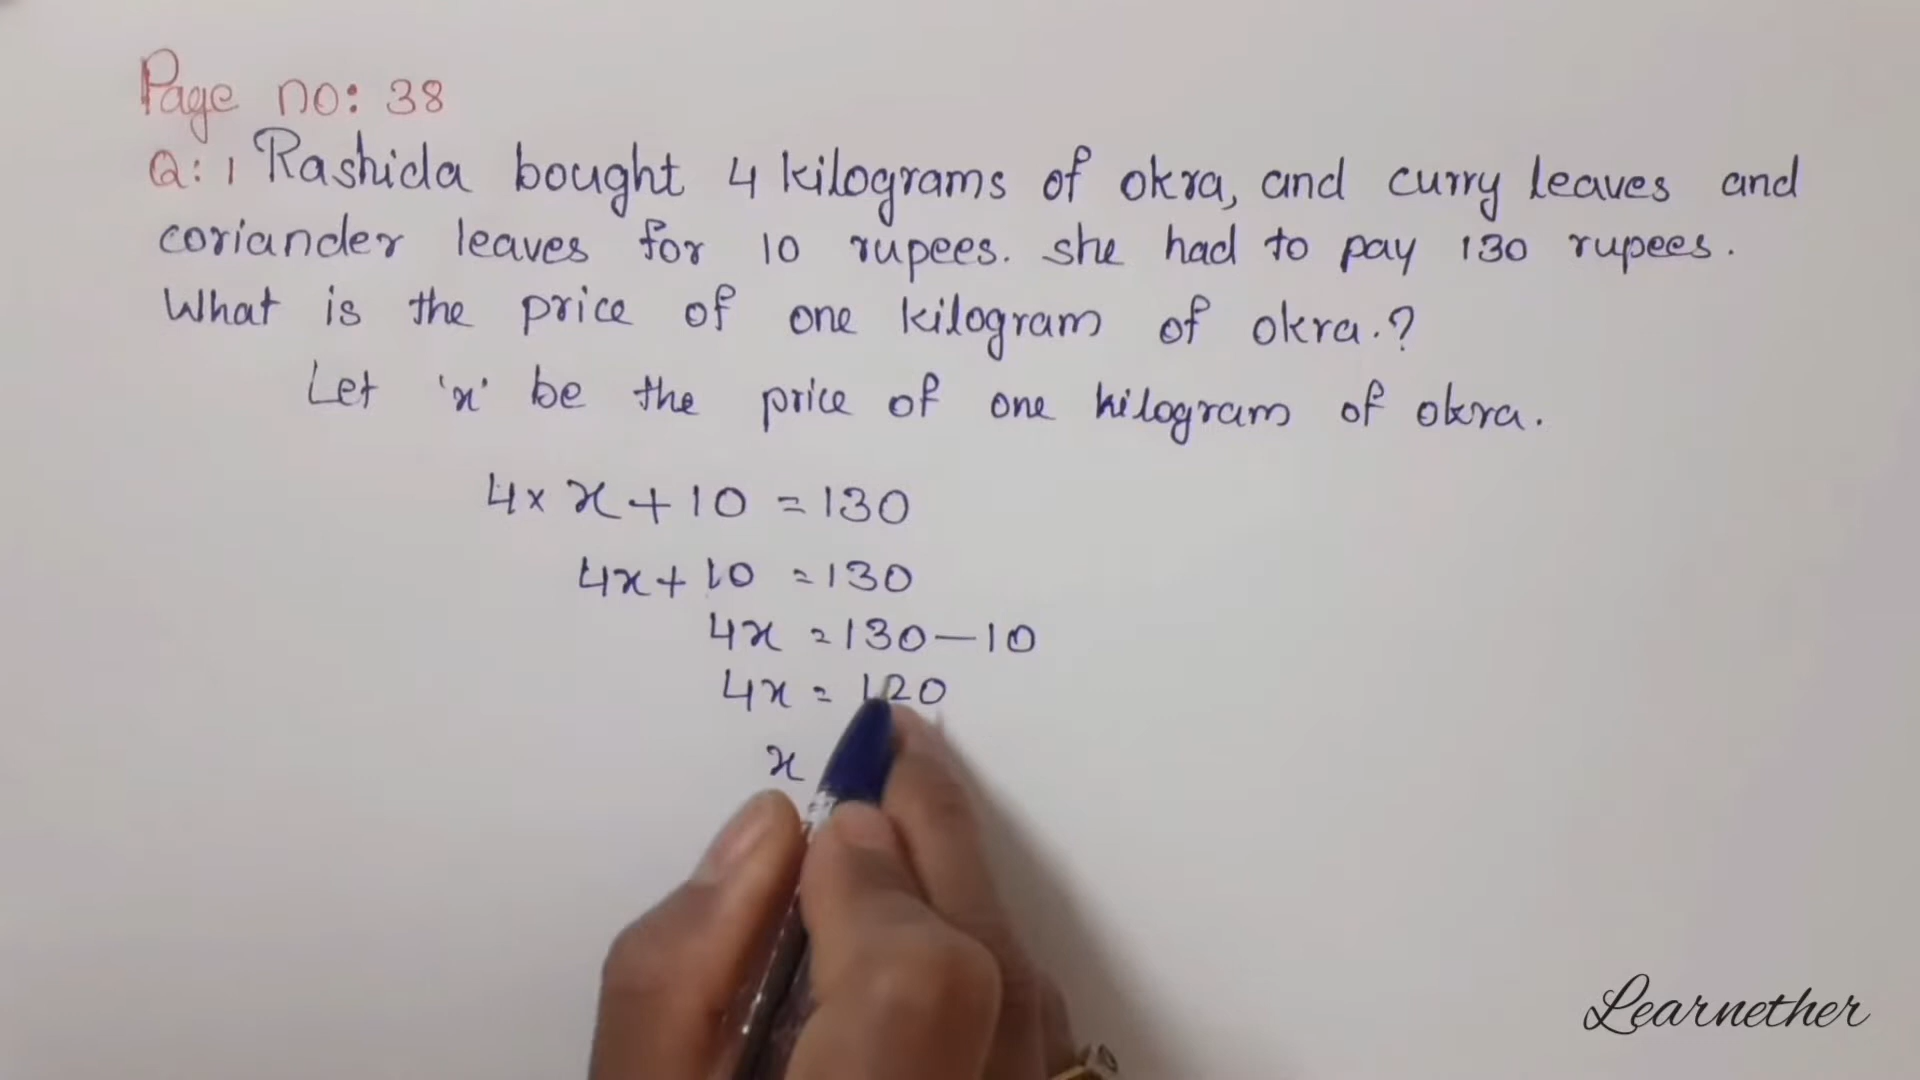 Page no: 38
Q: 1 Rashida bought 4 kilograms of okra, and curry leaves and
coriander leaves for 10 rupees. she had to pay 130 rupees.
What is the price of one kilogram of okra.?
Let 'x' be the price of one kilogram of okra.
4 × x + 10 = 130
4x + 10 = 130
4x = 130 — 10
4x = 120
x
Learnether